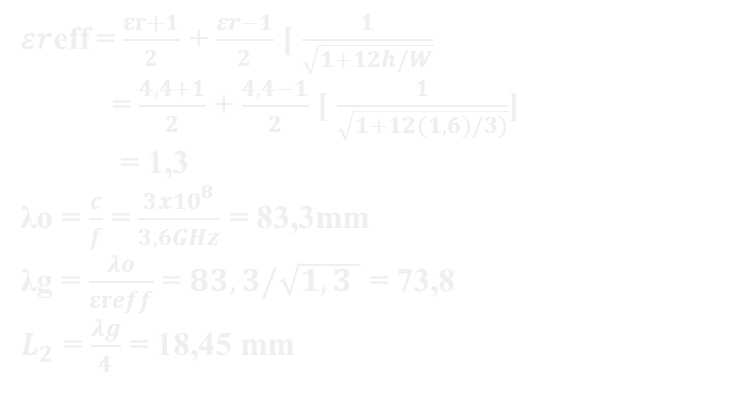 εreff = εr+1/2 + εr−1/2 [ 1/√1+12h/W
= 4,4+1/2 + 4,4−1/2 [ 1/√1+12(1,6)/3) ]
= 1,3
λo = c/f = 3x10⁸/3,6GHz = 83,3mm
λg = λo/εreff = 83,3/√1,3 = 73,8
L₂ = λg/4 = 18,45 mm